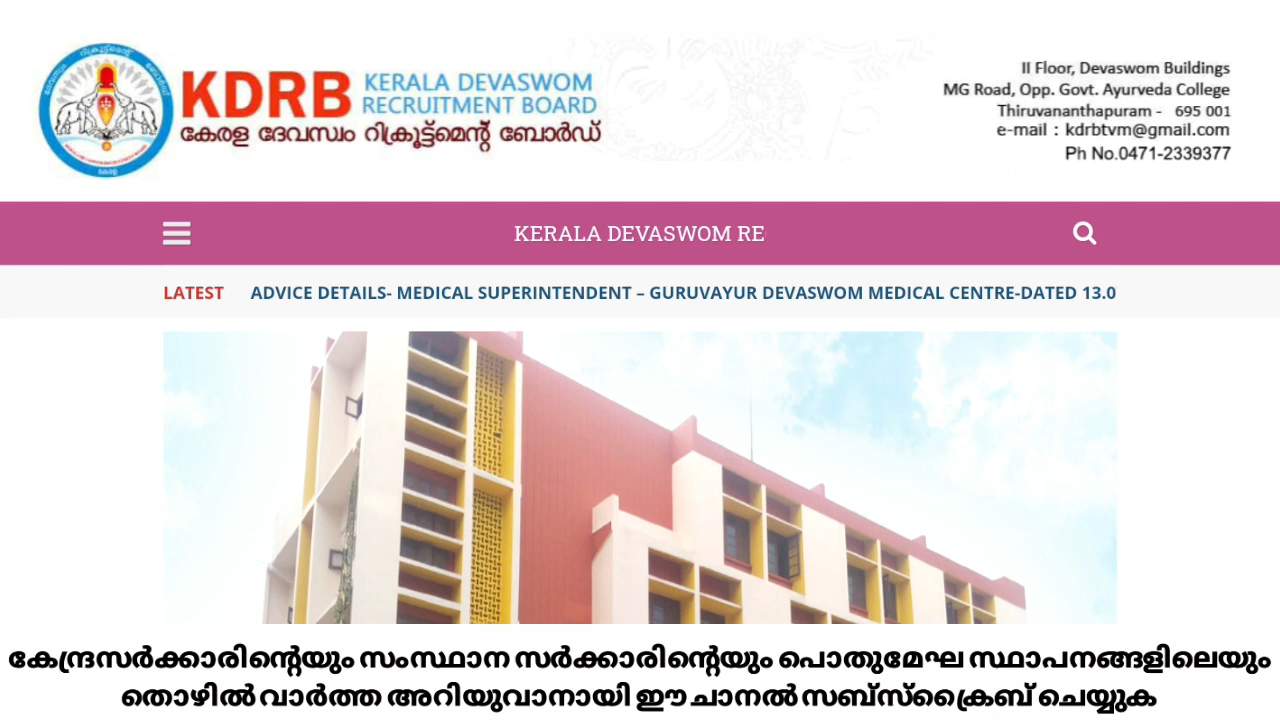 KDRB KERALA DEVASWOM
RECRUITMENT BOARD
കേരള ദേവസ്വം റിക്രൂട്ട്മെന്റ് ബോർഡ്
II Floor, Devaswom Buildings
MG Road, Opp. Govt. Ayurveda College
Thiruvananthapuram - 695 001
e-mail : kdrbtvm@gmail.com
Ph No.0471-2339377
KERALA DEVASWOM RE
LATEST ADVICE DETAILS- MEDICAL SUPERINTENDENT – GURUVAYUR DEVASWOM MEDICAL CENTRE-DATED 13.0
കേന്ദ്രസർക്കാരിന്റെയും സംസ്ഥാന സർക്കാരിന്റെയും പൊതുമേഘ സ്ഥാപനങ്ങളിലെയും
തൊഴിൽ വാർത്ത അറിയുവാനായി ഈ ചാനൽ സബ്സ്ക്രൈബ് ചെയ്യുക